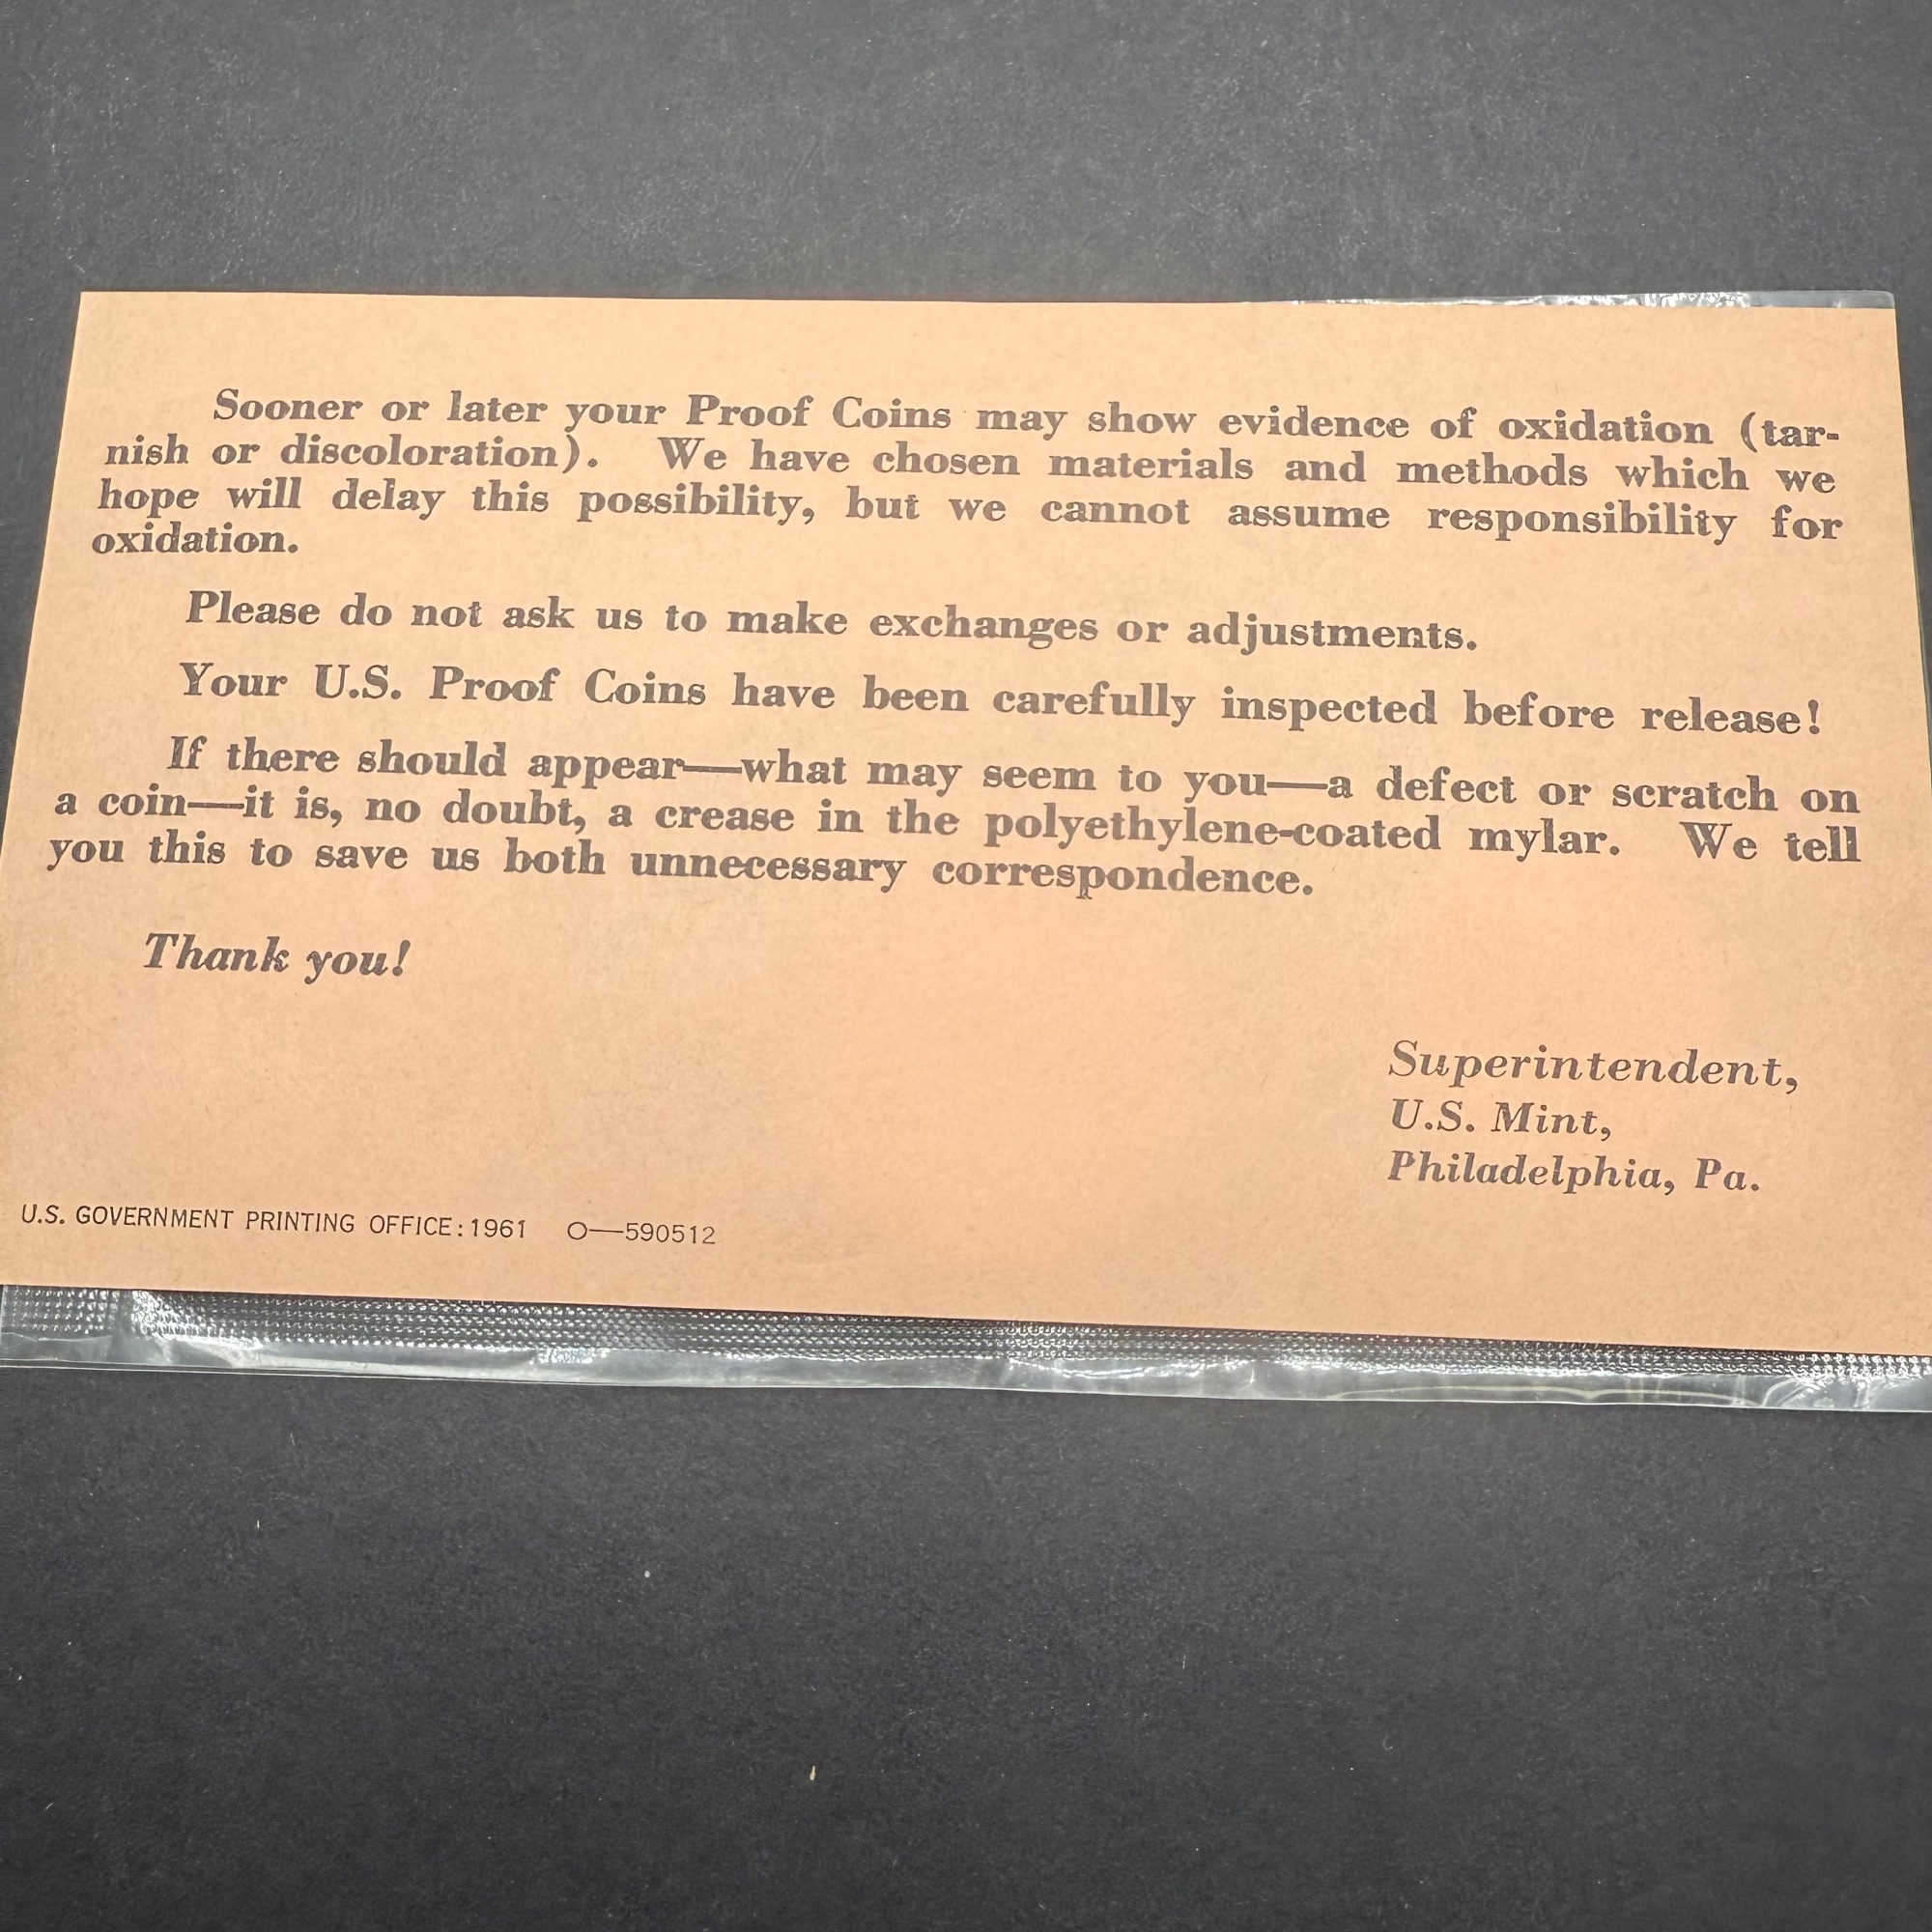 Sooner or later your Proof Coins may show evidence of oxidation (tar-
nish or discoloration). We have chosen materials and methods which we
hope will delay this possibility, but we cannot assume responsibility for
oxidation.
Please do not ask us to make exchanges or adjustments.
Your U.S. Proof Coins have been carefully inspected before release!
If there should appear—what may seem to you—a defect or scratch on
a coin—it is, no doubt, a crease in the polyethylene-coated mylar. We tell
you this to save us both unnecessary correspondence.
Thank you!
Superintendent,
U.S. Mint,
Philadelphia, Pa.
U.S. GOVERNMENT PRINTING OFFICE: 1961 O—590512